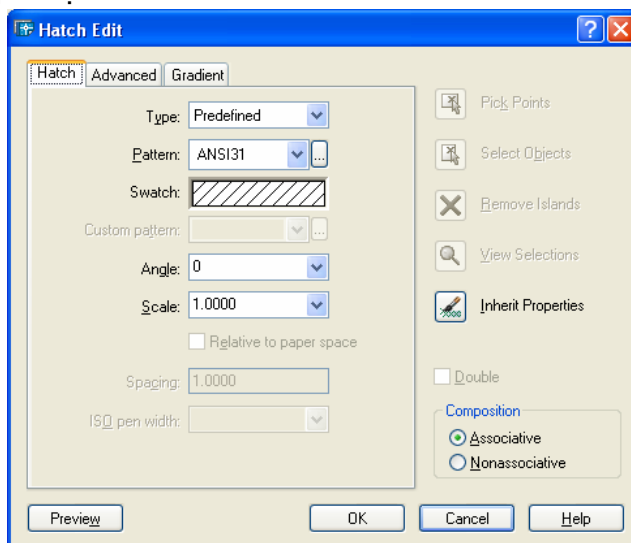 Hatch Edit
Hatch Advanced Gradient
Type: Predefined
Pattern: ANSI31 ...
Swatch:
Custom pattern: ...
Angle: 0
Scale: 1.0000
Relative to paper space
Spacing: 1.0000
ISO pen width:
Pick Points
Select Objects
Remove Islands
View Selections
Inherit Properties
Double
Composition
Associative
Nonassociative
Preview OK Cancel Help